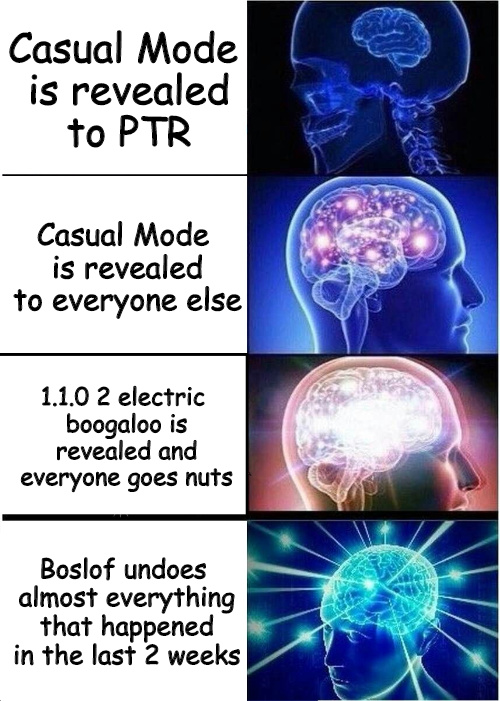 Casual Mode
is revealed
to PTR
Casual Mode
is revealed
to everyone else
1.1.0 2 electric
boogaloo is
revealed and
everyone goes nuts
Boslof undoes
almost everything
that happened
in the last 2 weeks